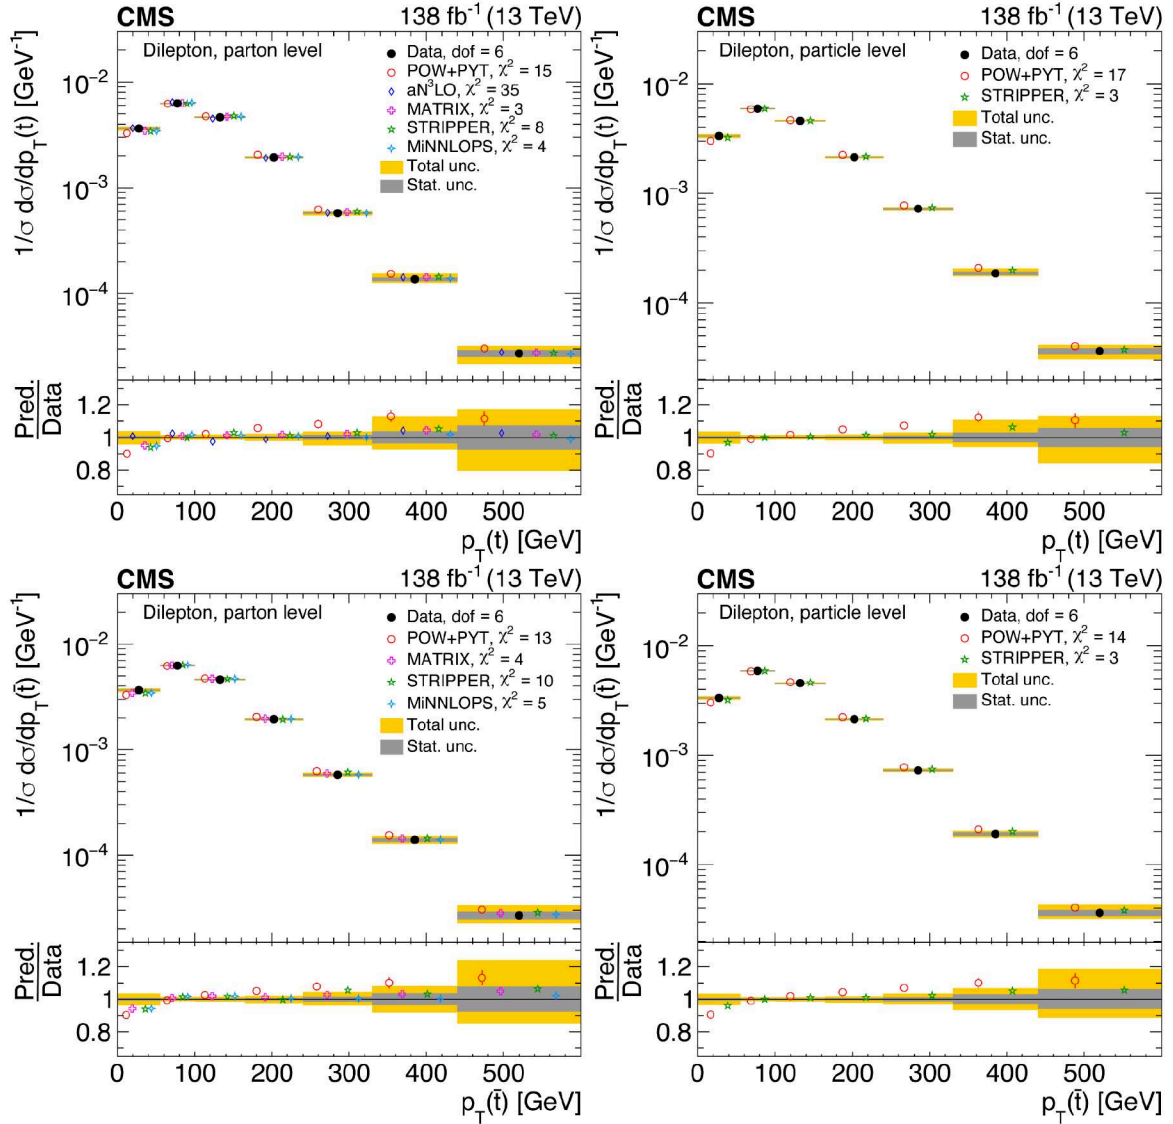 CMS 138 fb⁻¹ (13 TeV)
Dilepton, parton level
Data, dof = 6
POW+PYT, χ² = 15
aN³LO, χ² = 35
MATRIX, χ² = 3
STRIPPER, χ² = 8
MiNNLOPS, χ² = 4
Total unc.
Stat. unc.
1/σ dσ/dp_T(t) [GeV⁻¹]
10⁻²
10⁻³
10⁻⁴
Pred.
Data
1.2
1
0.8
0 100 200 300 400 500
p_T(t) [GeV]
CMS 138 fb⁻¹ (13 TeV)
Dilepton, particle level
Data, dof = 6
POW+PYT, χ² = 17
STRIPPER, χ² = 3
Total unc.
Stat. unc.
1/σ dσ/dp_T(t) [GeV⁻¹]
10⁻²
10⁻³
10⁻⁴
Pred.
Data
1.2
1
0.8
0 100 200 300 400 500
p_T(t) [GeV]
CMS 138 fb⁻¹ (13 TeV)
Dilepton, parton level
Data, dof = 6
POW+PYT, χ² = 13
MATRIX, χ² = 4
STRIPPER, χ² = 10
MiNNLOPS, χ² = 5
Total unc.
Stat. unc.
1/σ dσ/dp_T(t̄) [GeV⁻¹]
10⁻²
10⁻³
10⁻⁴
Pred.
Data
1.2
1
0.8
0 100 200 300 400 500
p_T(t̄) [GeV]
CMS 138 fb⁻¹ (13 TeV)
Dilepton, particle level
Data, dof = 6
POW+PYT, χ² = 14
STRIPPER, χ² = 3
Total unc.
Stat. unc.
1/σ dσ/dp_T(t̄) [GeV⁻¹]
10⁻²
10⁻³
10⁻⁴
Pred.
Data
1.2
1
0.8
0 100 200 300 400 500
p_T(t̄) [GeV]